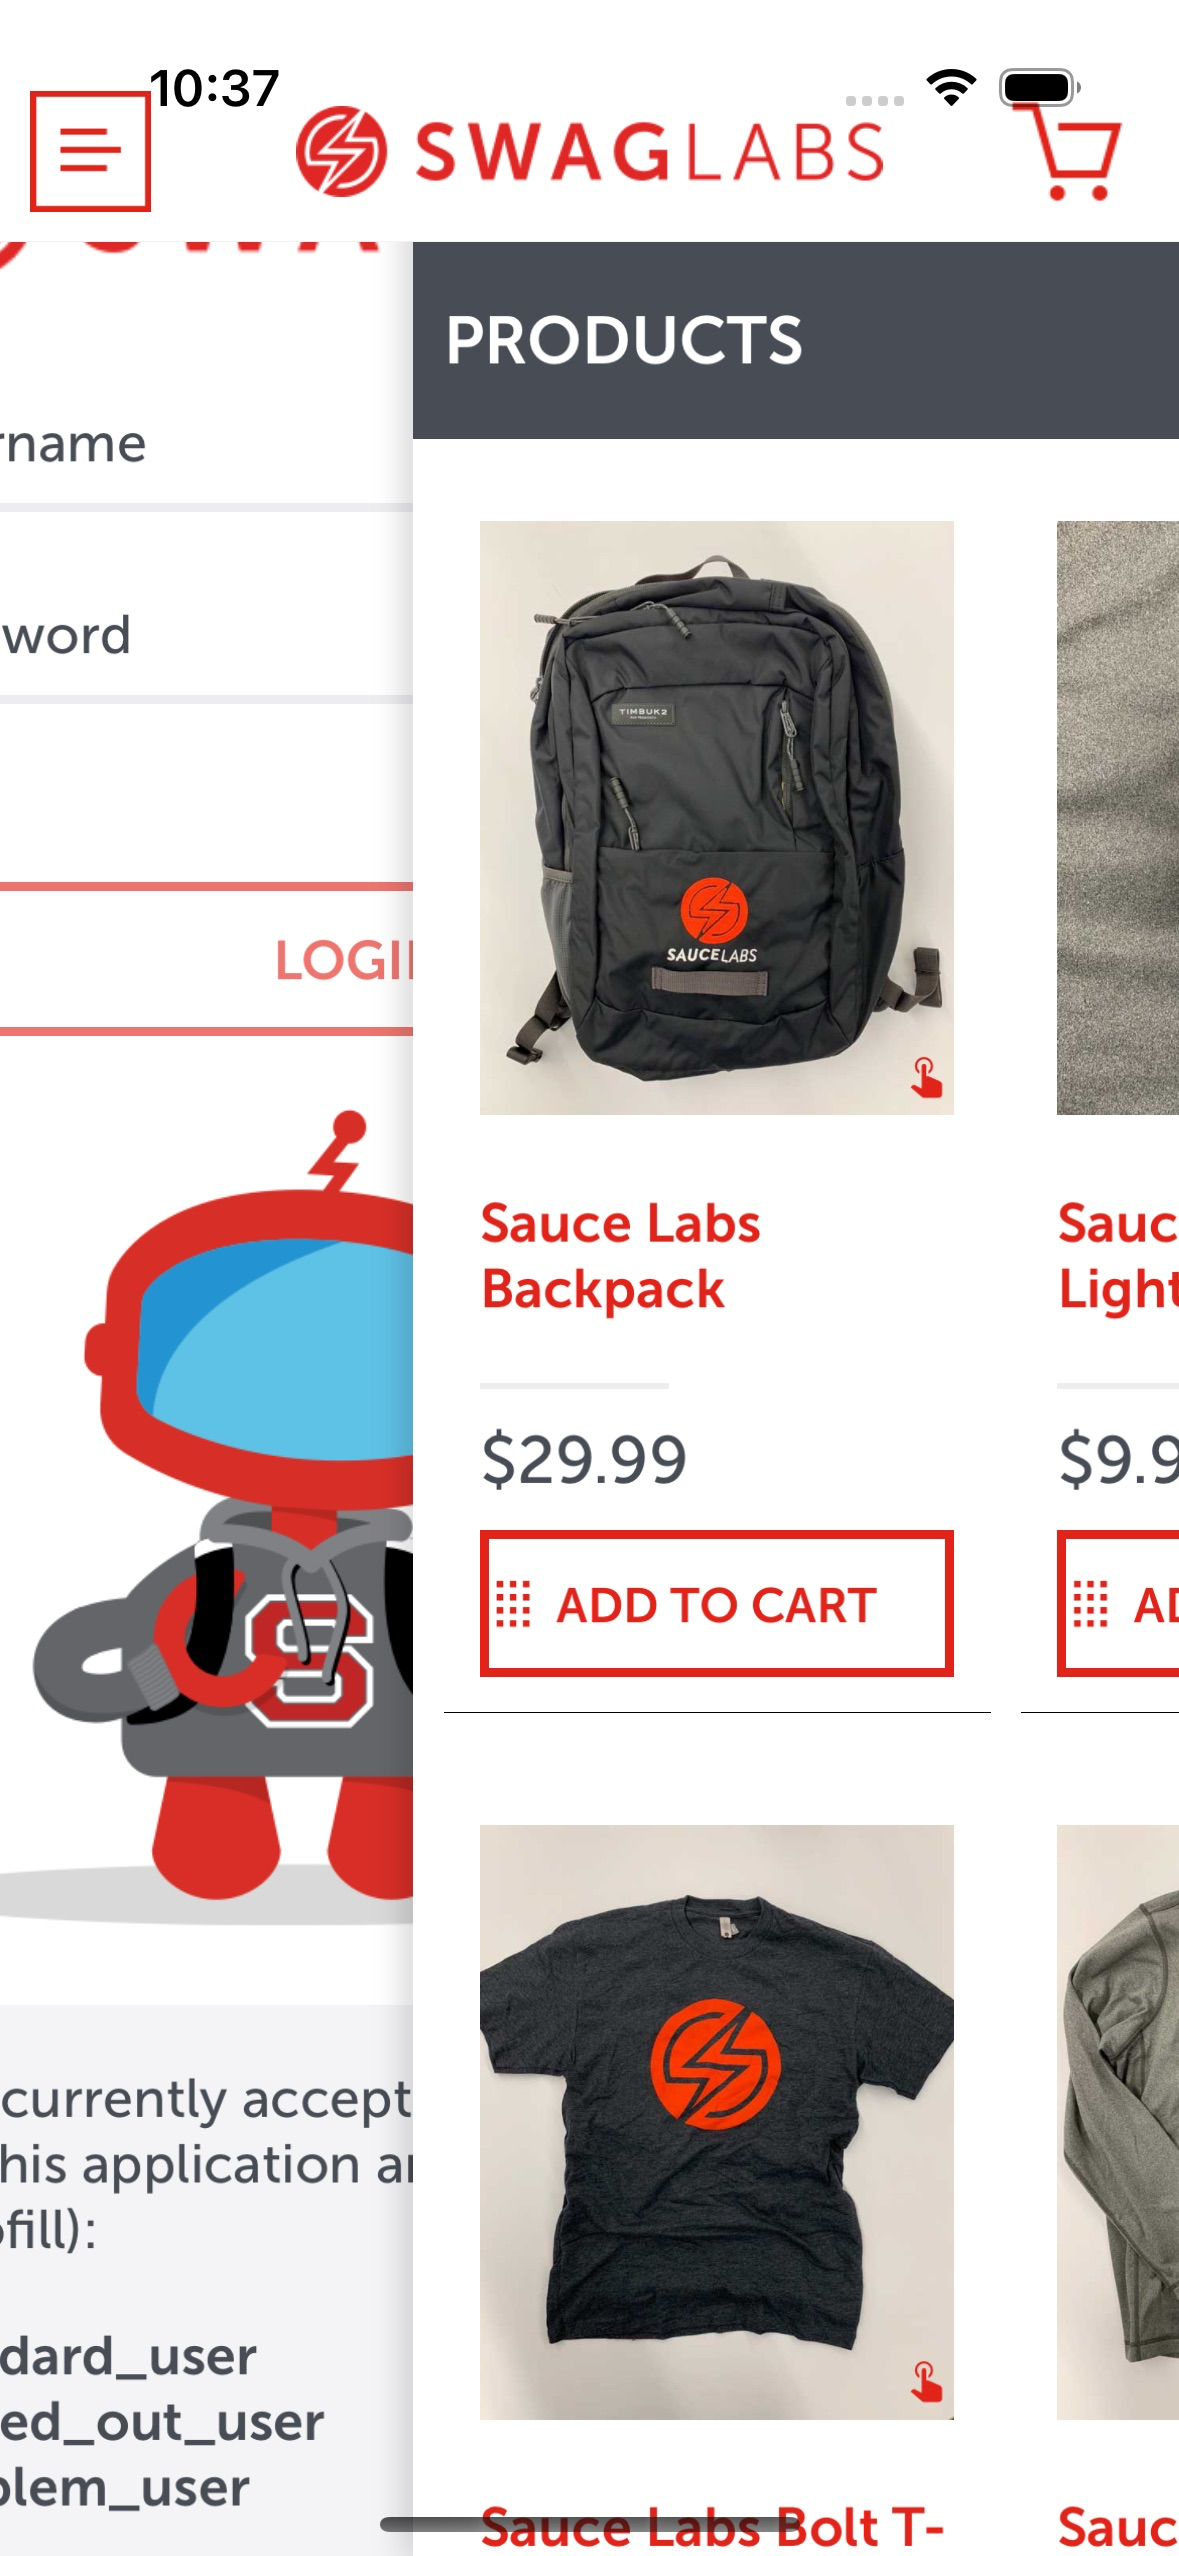 10:37
SWAGLABS
PRODUCTS
rname
word
LOGI
TIMBUK2
SAUCELABS
Sauce Labs
Backpack
Sauc
Light
$29.99
$9.9
ADD TO CART
AD
S
currently accept
his application a
fill):
dard_user
ed_out_user
blem_user
Sauce Labs Bolt T-
Sauc